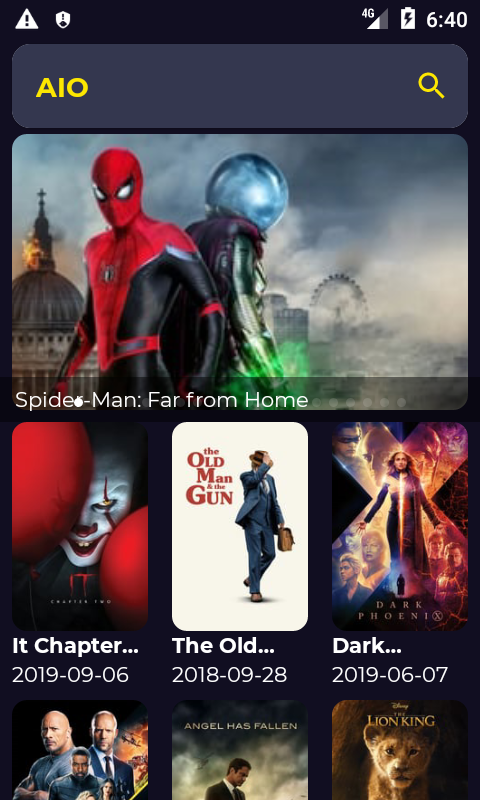 4G
6:40
AIO
Spider-Man: Far from Home
the
OLD
MAN
& the
GUN
IT
CHAPTER TWO
DARK
PHOENIX
It Chapter...
The Old...
Dark...
2019-09-06
2018-09-28
2019-06-07
ANGEL HAS FALLEN
Disney
THE
LION KING